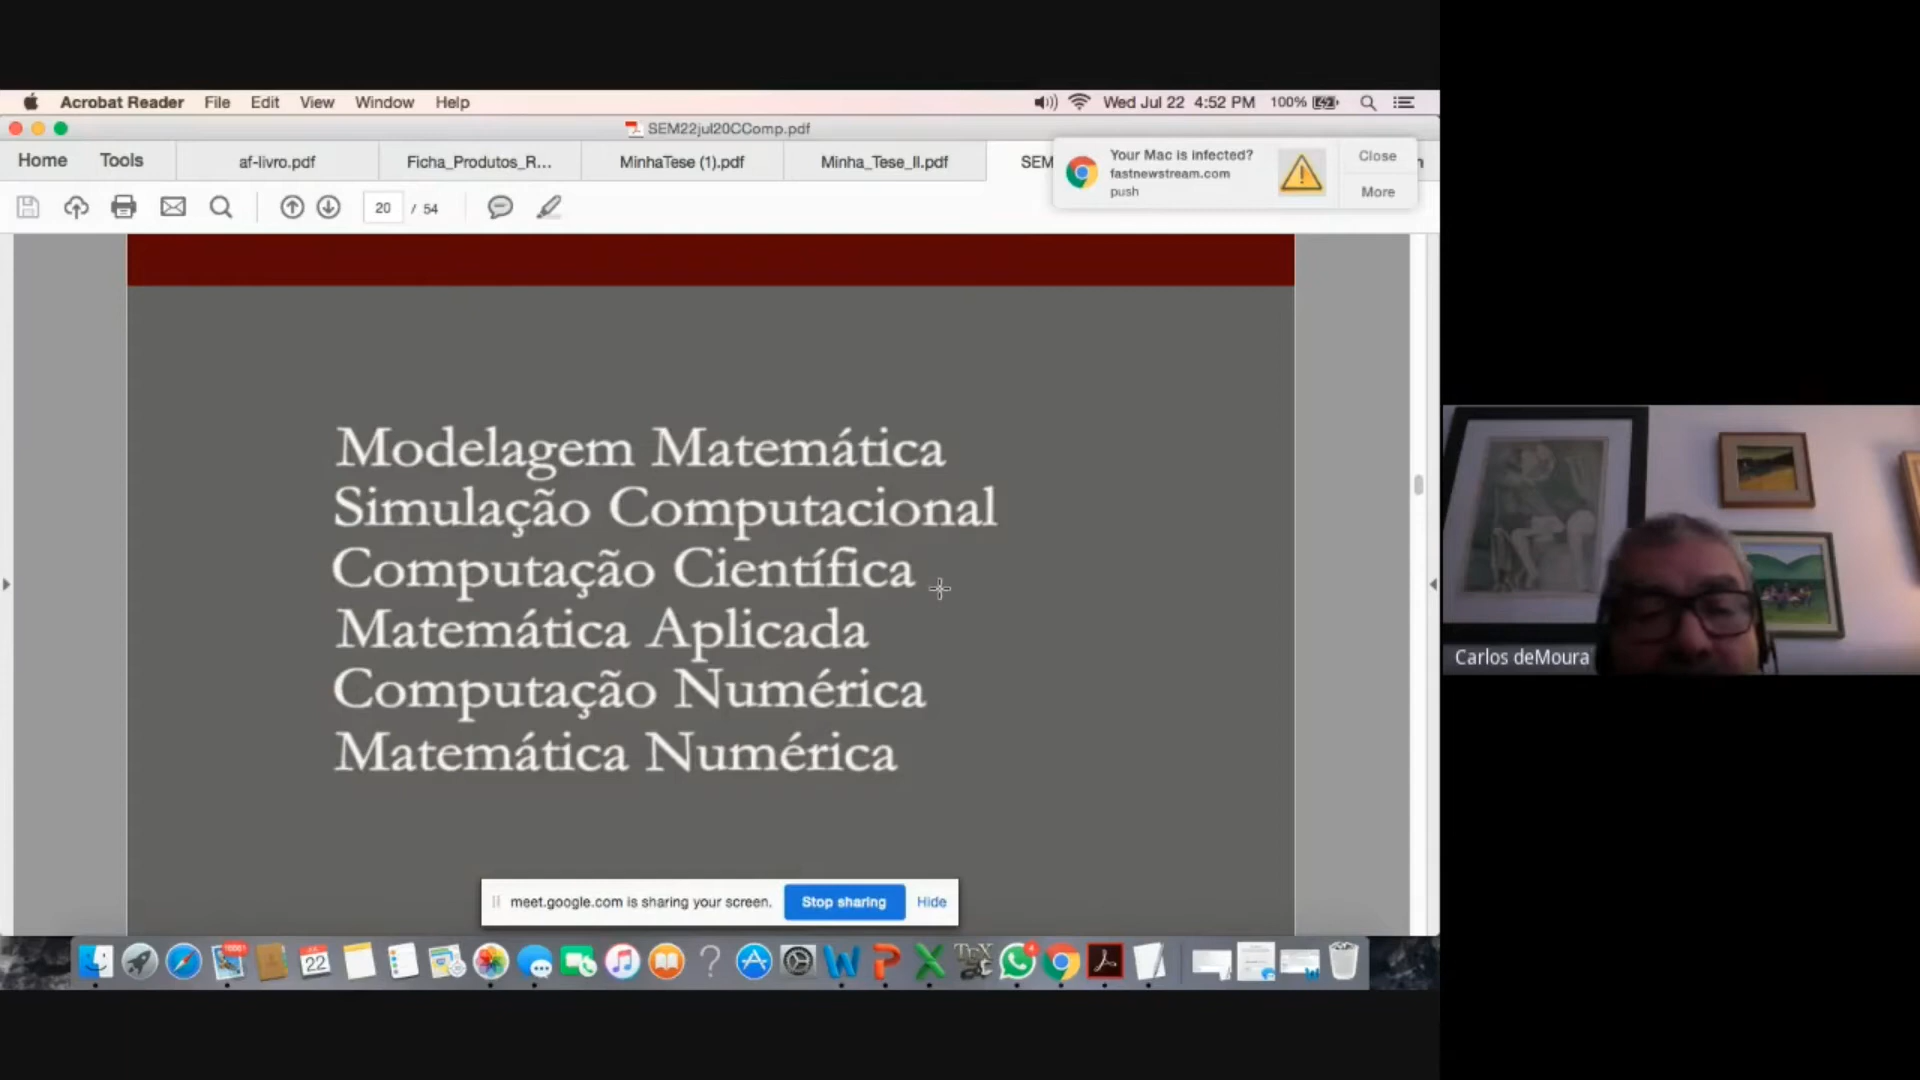 Acrobat Reader File Edit View Window Help
Wed Jul 22 4:52 PM 100%
SEM22jul20CComp.pdf
Home Tools af-livro.pdf Ficha_Produtos_R... MinhaTese (1).pdf Minha_Tese_II.pdf SEM
Your Mac is infected?
fastnewstream.com
push
Close
More
20 / 54
Modelagem Matemática
Simulação Computacional
Computação Científica
Matemática Aplicada
Computação Numérica
Matemática Numérica
Carlos deMoura
meet.google.com is sharing your screen. Stop sharing Hide
22
4